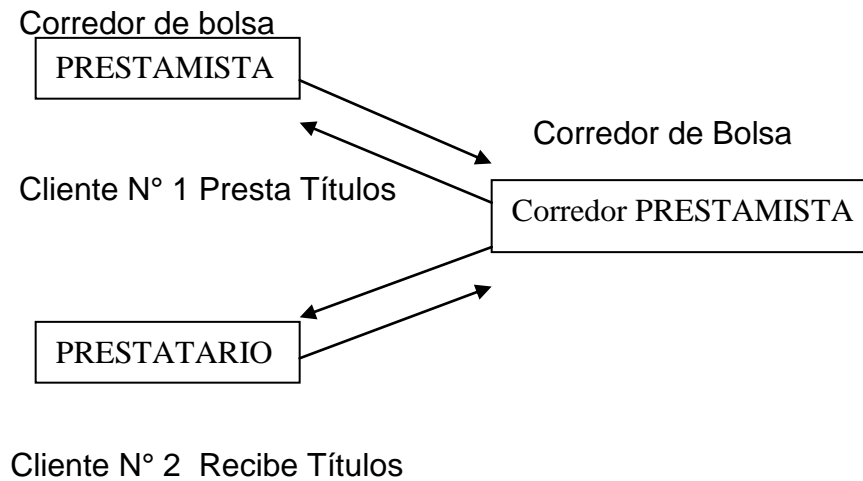 Corredor de bolsa
PRESTAMISTA
Corredor de Bolsa
Cliente N° 1 Presta Títulos
Corredor PRESTAMISTA
PRESTATARIO
Cliente N° 2  Recibe Títulos